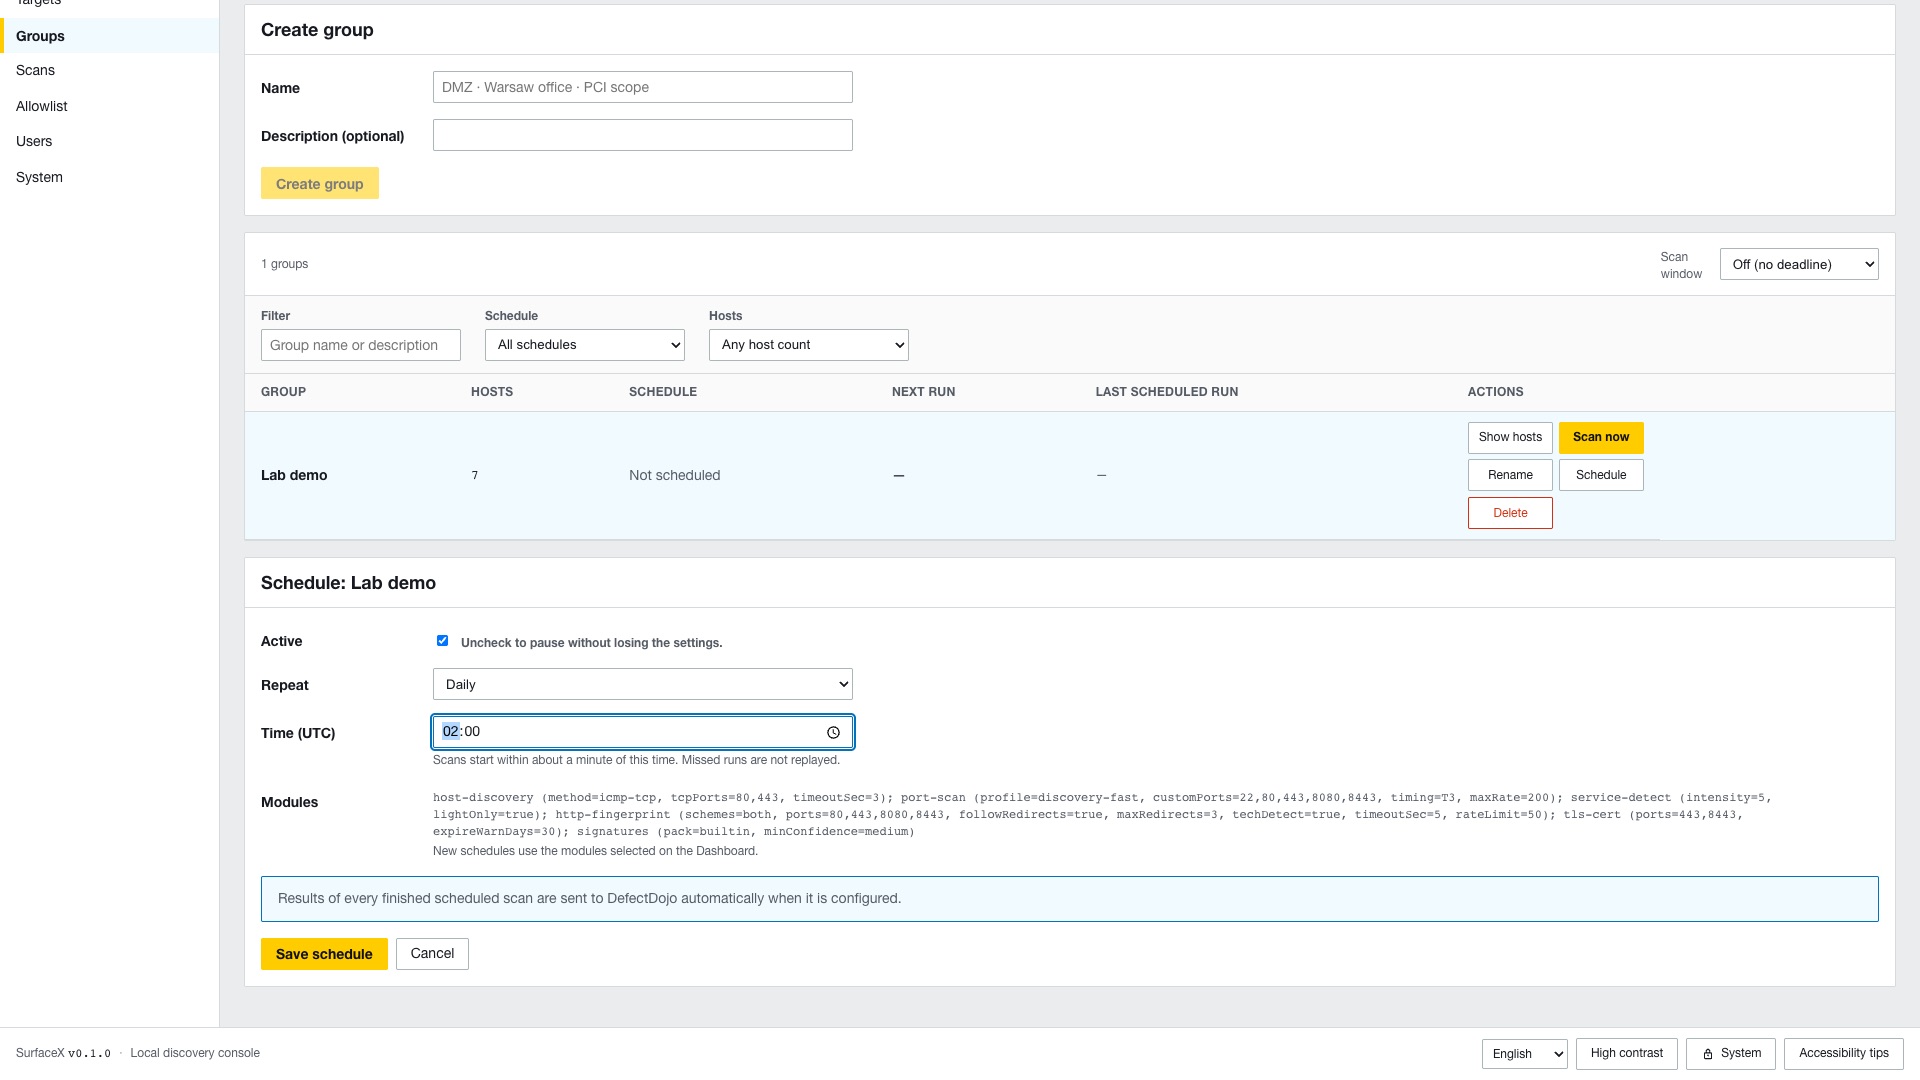 Targets
Groups
Scans
Allowlist
Users
System
Create group
Name
DMZ · Warsaw office · PCI scope
Description (optional)
Create group
1 groups
Scan window
Off (no deadline)
Filter
Schedule
Hosts
Group name or description
All schedules
Any host count
GROUP HOSTS SCHEDULE NEXT RUN LAST SCHEDULED RUN ACTIONS
Lab demo 7 Not scheduled — —
Show hosts Scan now
Rename Schedule
Delete
Schedule: Lab demo
Active
Uncheck to pause without losing the settings.
Repeat
Daily
Time (UTC)
02:00
Scans start within about a minute of this time. Missed runs are not replayed.
Modules
host-discovery (method=icmp-tcp, tcpPorts=80,443, timeoutSec=3); port-scan (profile=discovery-fast, customPorts=22,80,443,8080,8443, timing=T3, maxRate=200); service-detect (intensity=5,
lightOnly=true); http-fingerprint (schemes=both, ports=80,443,8080,8443, followRedirects=true, maxRedirects=3, techDetect=true, timeoutSec=5, rateLimit=50); tls-cert (ports=443,8443,
expireWarnDays=30); signatures (pack=builtin, minConfidence=medium)
New schedules use the modules selected on the Dashboard.
Results of every finished scheduled scan are sent to DefectDojo automatically when it is configured.
Save schedule
Cancel
SurfaceX v0.1.0 · Local discovery console
English
High contrast
System
Accessibility tips